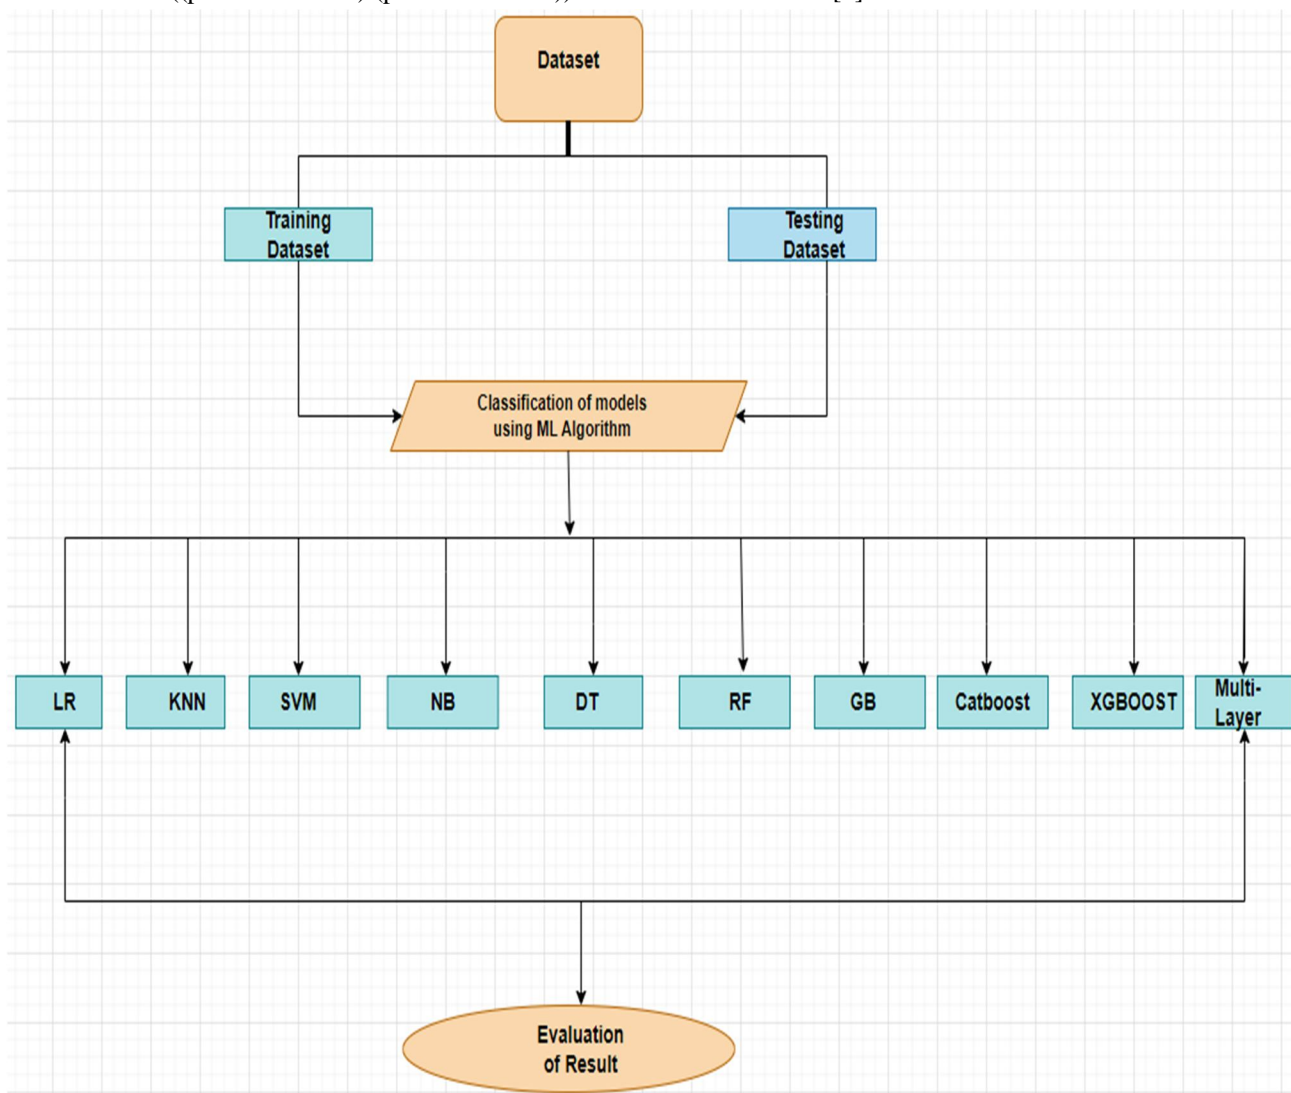 Dataset
Training
Dataset
Testing
Dataset
Classification of models
using ML Algorithm
LR
KNN
SVM
NB
DT
RF
GB
Catboost
XGBOOST
Multi-
Layer
Evaluation
of Result